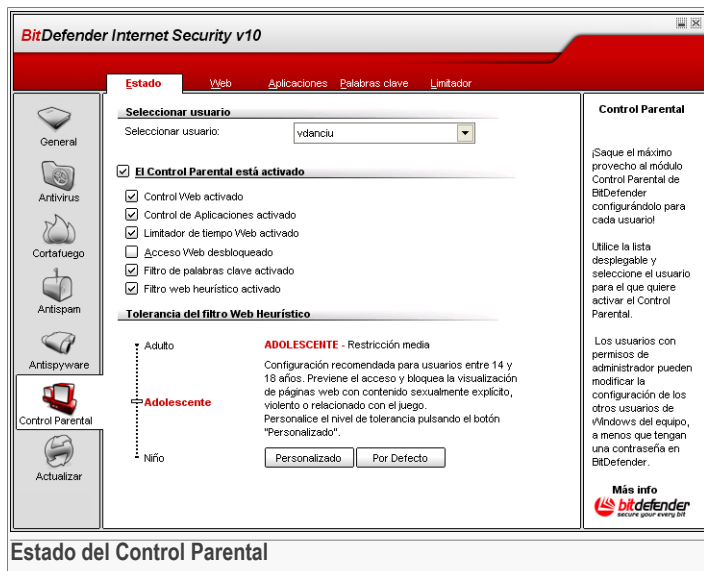 BitDefender Internet Security v10
Estado
Web
Aplicaciones
Palabras clave
Limitador
General
Antivirus
Cortafuego
Antispam
Antispyware
Control Parental
Actualizar
Seleccionar usuario
Seleccionar usuario:
vdanciu
El Control Parental está activado
Control Web activado
Control de Aplicaciones activado
Limitador de tiempo Web activado
Acceso Web desbloqueado
Filtro de palabras clave activado
Filtro web heurístico activado
Tolerancia del filtro Web Heurístico
Adulto
Adolescente
Niño
ADOLESCENTE - Restricción media
Configuración recomendada para usuarios entre 14 y
18 años. Previene el acceso y bloquea la visualización
de páginas web con contenido sexualmente explícito,
violento o relacionado con el juego.
Personalice el nivel de tolerancia pulsando el botón
"Personalizado".
Personalizado
Por Defecto
Control Parental
¡Saque el máximo
provecho al módulo
Control Parental de
BitDefender
configurándolo para
cada usuario!
Utilice la lista
desplegable y
seleccione el usuario
para el que quiere
activar el Control
Parental.
Los usuarios con
permisos de
administrador pueden
modificar la
configuración de los
otros usuarios de
Windows del equipo,
a menos que tengan
una contraseña en
BitDefender.
Más info
bitdefender
secure your every bit
Estado del Control Parental